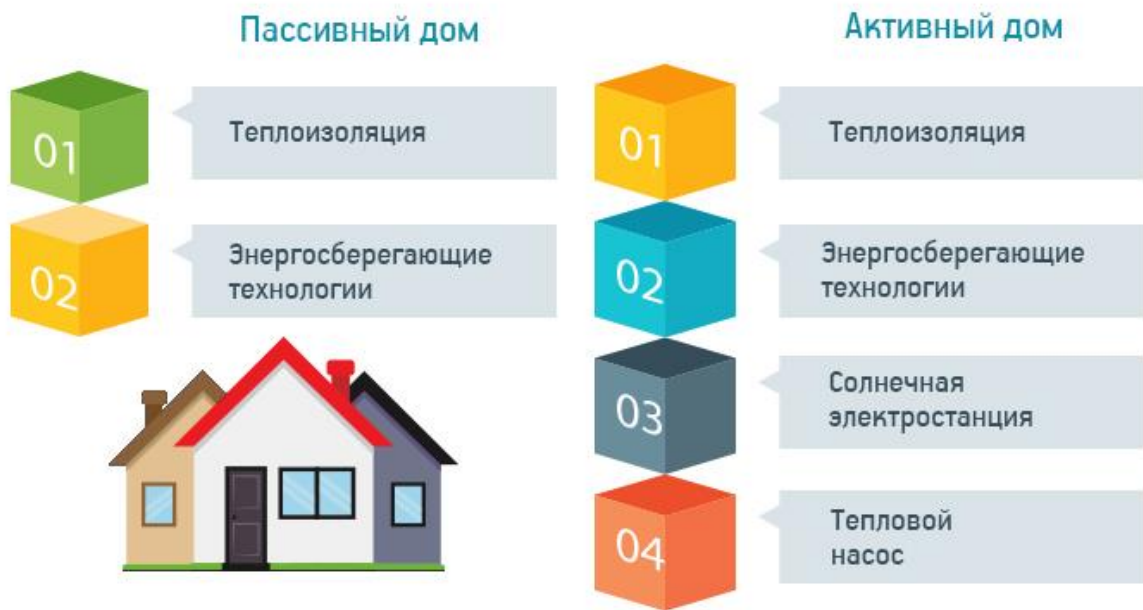 Пассивный дом
01
Теплоизоляция
02
Энергосберегающие
технологии
Активный дом
01
Теплоизоляция
02
Энергосберегающие
технологии
03
Солнечная
электростанция
04
Тепловой
насос